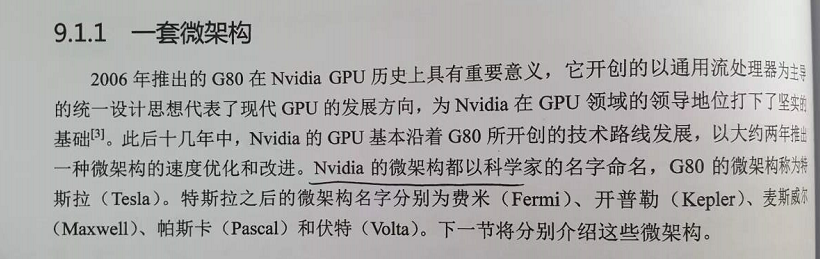 9.1.1 一套微架构
2006 年推出的 G80 在 Nvidia GPU 历史上具有重要意义，它开创的以通用流处理器为主导
的统一设计思想代表了现代 GPU 的发展方向，为 Nvidia 在 GPU 领域的领导地位打下了坚实的
基础[3]。此后十几年中，Nvidia 的 GPU 基本沿着 G80 所开创的技术路线发展，以大约两年推出
一种微架构的速度优化和改进。Nvidia 的微架构都以科学家的名字命名，G80 的微架构称为特
斯拉（Tesla）。特斯拉之后的微架构名字分别为费米（Fermi）、开普勒（Kepler）、麦斯威尔
（Maxwell）、帕斯卡（Pascal）和伏特（Volta）。下一节将分别介绍这些微架构。